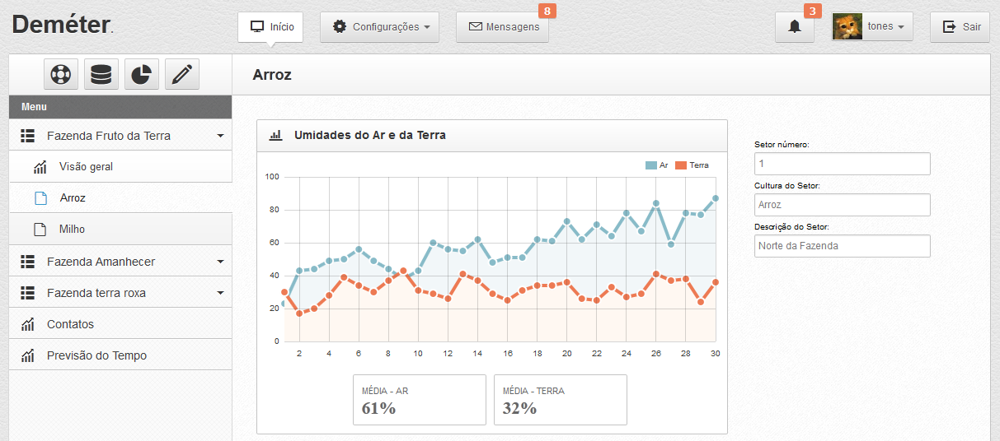 Deméter.
Início
Configurações
Mensagens
8
3
tones
Sair
Menu
Fazenda Fruto da Terra
Visão geral
Arroz
Milho
Fazenda Amanhecer
Fazenda terra roxa
Contatos
Previsão do Tempo
Arroz
Umidades do Ar e da Terra
Ar
Terra
100
80
60
40
20
0
2 4 6 8 10 12 14 16 18 20 22 24 26 28 30
MÉDIA - AR
61%
MÉDIA - TERRA
32%
Setor número:
1
Cultura do Setor:
Arroz
Descrição do Setor:
Norte da Fazenda